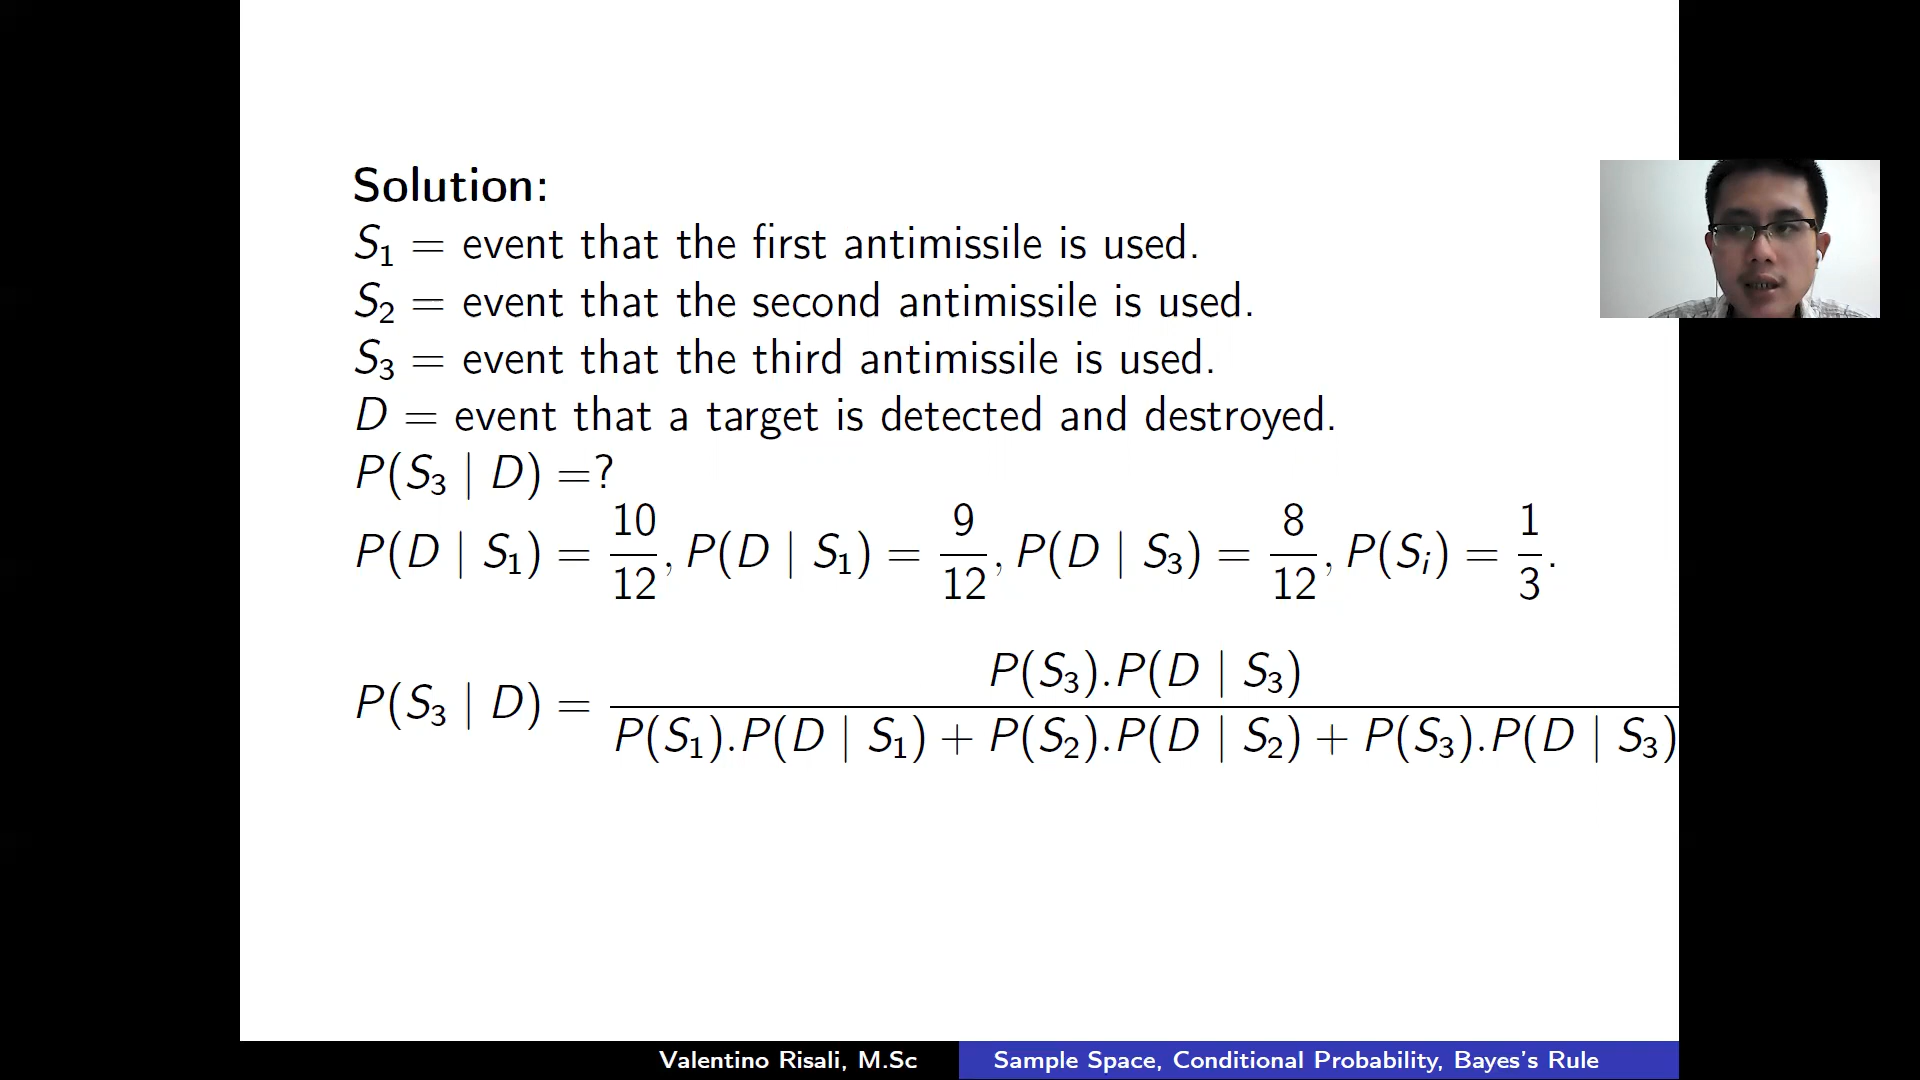 Solution:
S₁ = event that the first antimissile is used.
S₂ = event that the second antimissile is used.
S₃ = event that the third antimissile is used.
D = event that a target is detected and destroyed.
P(S₃ | D) =?
P(D | S₁) = 10/12, P(D | S₁) = 9/12, P(D | S₃) = 8/12, P(Sᵢ) = 1/3.
P(S₃ | D) = P(S₃).P(D | S₃) / P(S₁).P(D | S₁) + P(S₂).P(D | S₂) + P(S₃).P(D | S₃)
Valentino Risali, M.Sc
Sample Space, Conditional Probability, Bayes's Rule